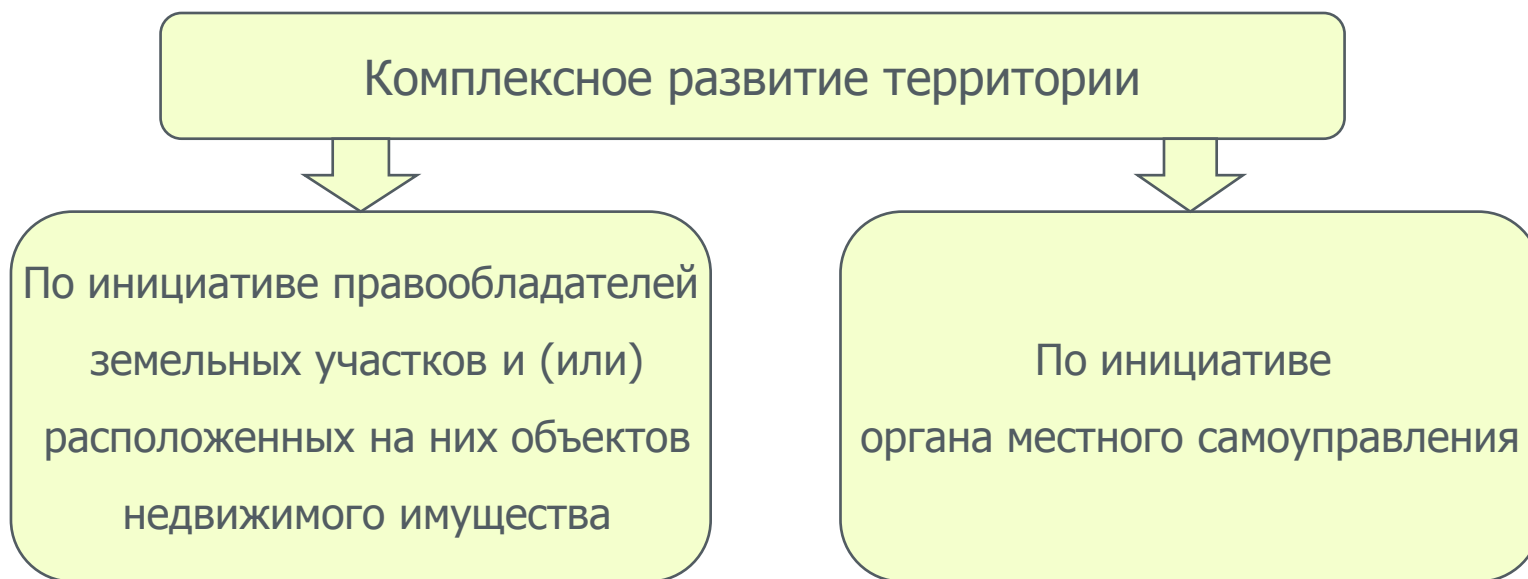 Комплексное развитие территории
По инициативе правообладателей
земельных участков и (или)
расположенных на них объектов
недвижимого имущества
По инициативе
органа местного самоуправления